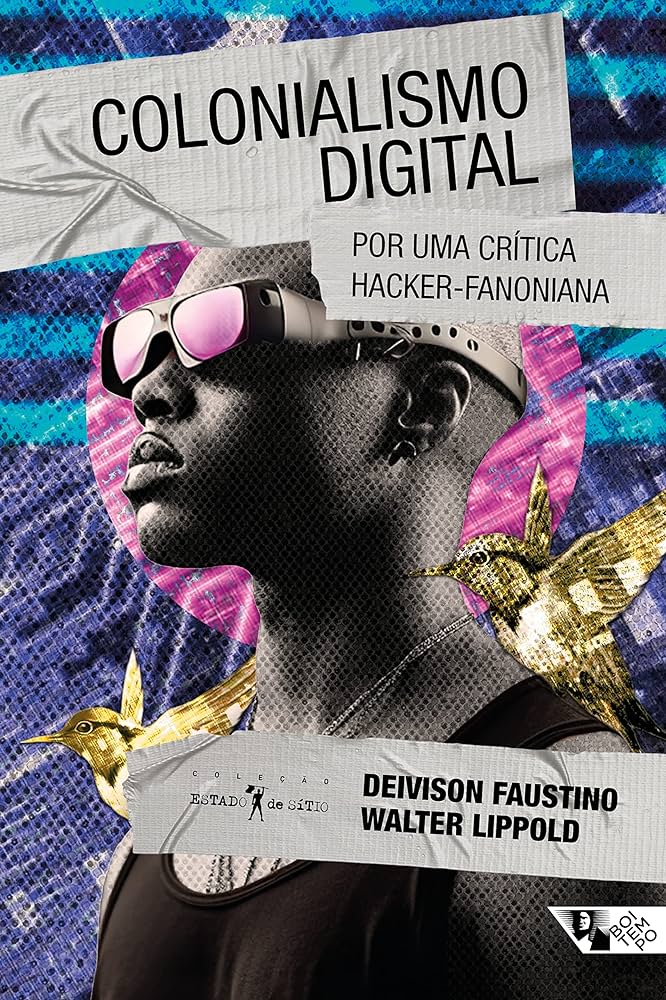 COLONIALISMO
DIGITAL
POR UMA CRÍTICA
HACKER-FANONIANA
COLEÇÃO
ESTADO de SÍTIO
DEIVISON FAUSTINO
WALTER LIPPOLD
BOITEMPO